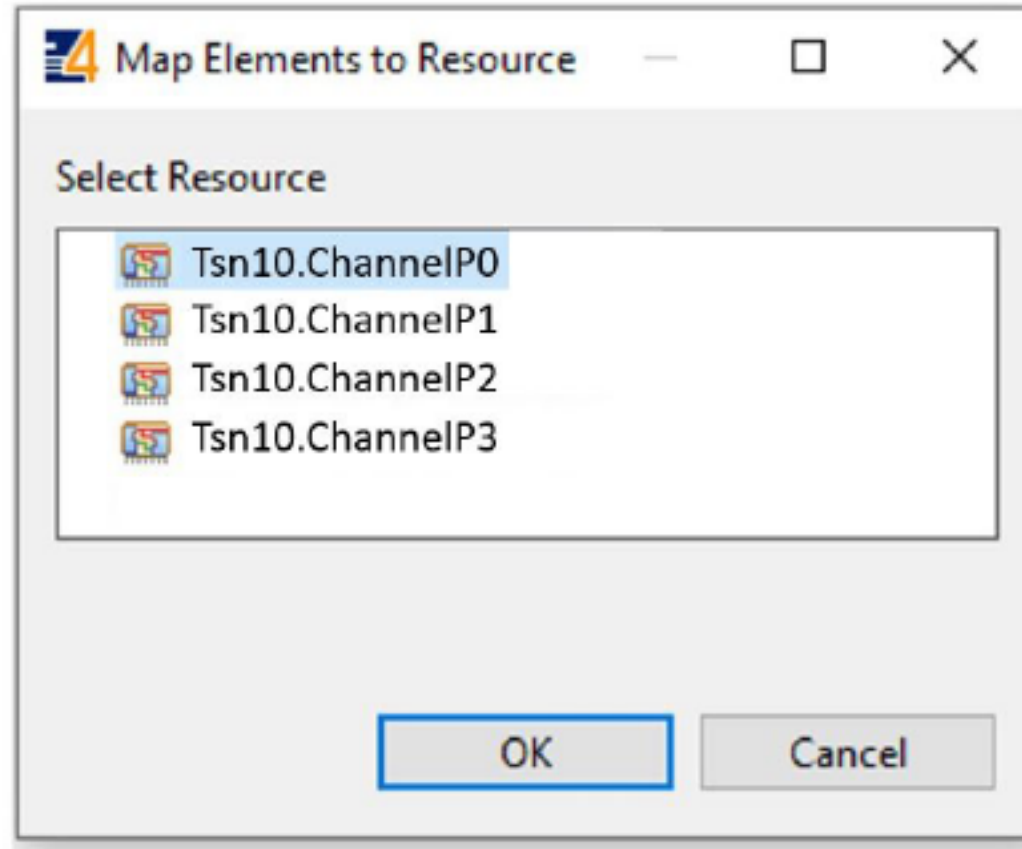 Map Elements to Resource
Select Resource
Tsn10.ChannelP0
Tsn10.ChannelP1
Tsn10.ChannelP2
Tsn10.ChannelP3
OK Cancel